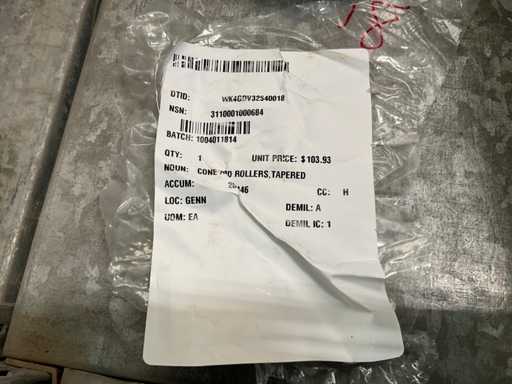 DTID: WK4GDV32540018
NSN: 3110001000684
BATCH: 1004011814
QTY: 1 UNIT PRICE: $103.93
NOUN: CONE ROLLERS,TAPERED
ACCUM: CC: H
LOC: GENN DEMIL: A
UOM: EA DEMIL IC: 1